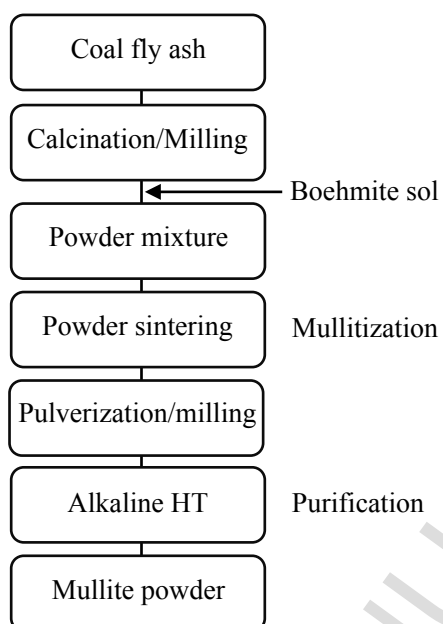 Coal fly ash
Calcination/Milling
Boehmite sol
Powder mixture
Powder sintering
Mullitization
Pulverization/milling
Alkaline HT
Purification
Mullite powder